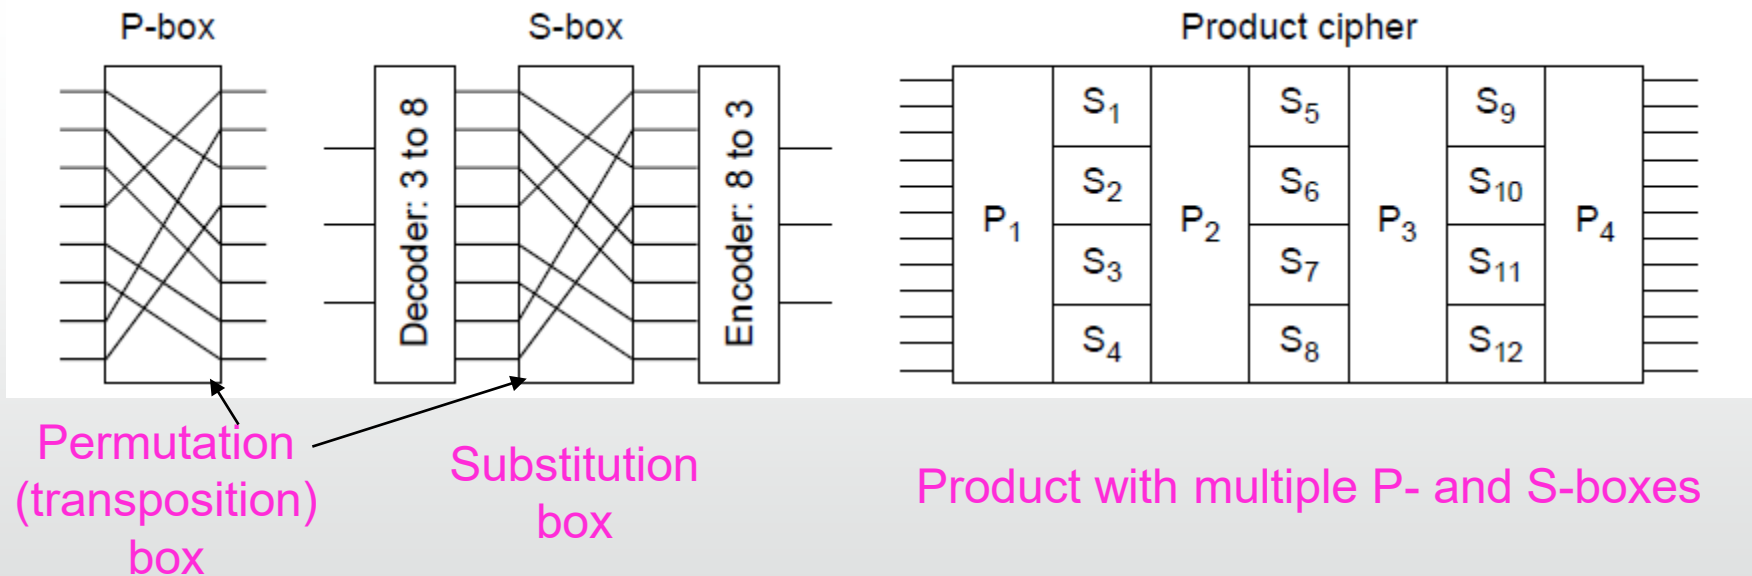 P-box
S-box
Product cipher
Decoder: 3 to 8
Encoder: 8 to 3
P1
S1
S2
S3
S4
P2
S5
S6
S7
S8
P3
S9
S10
S11
S12
P4
Permutation
(transposition)
box
Substitution
box
Product with multiple P- and S-boxes